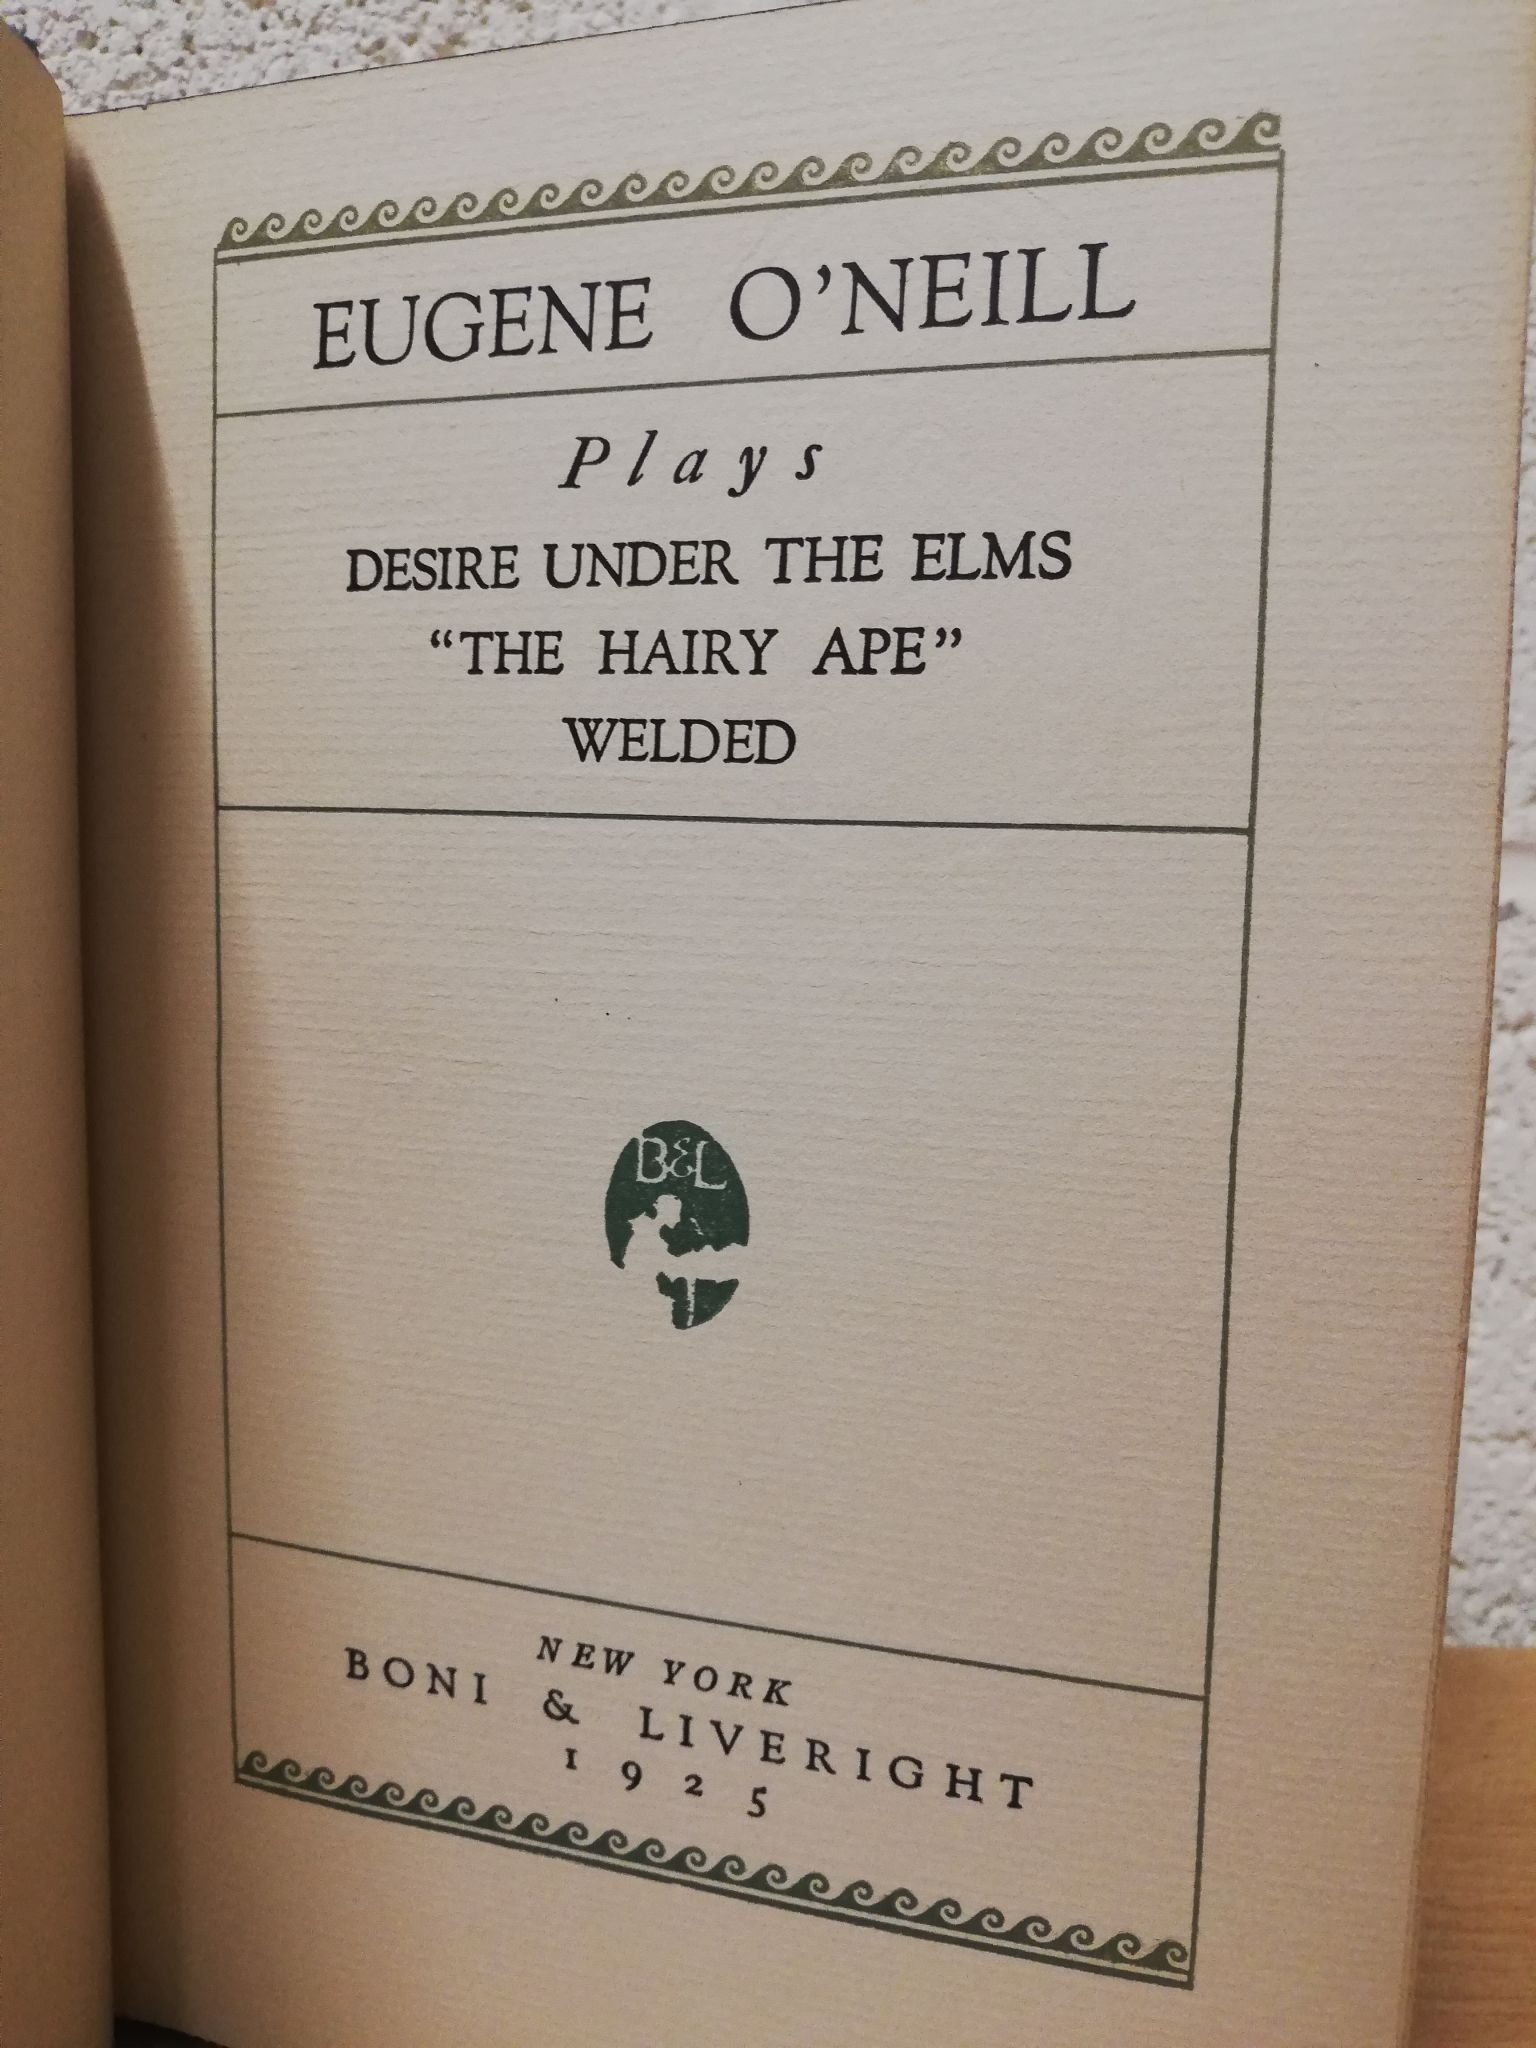 EUGENE O’NEILL
Plays
DESIRE UNDER THE ELMS
“THE HAIRY APE”
WELDED
B&L
NEW YORK
BONI & LIVERIGHT
1925